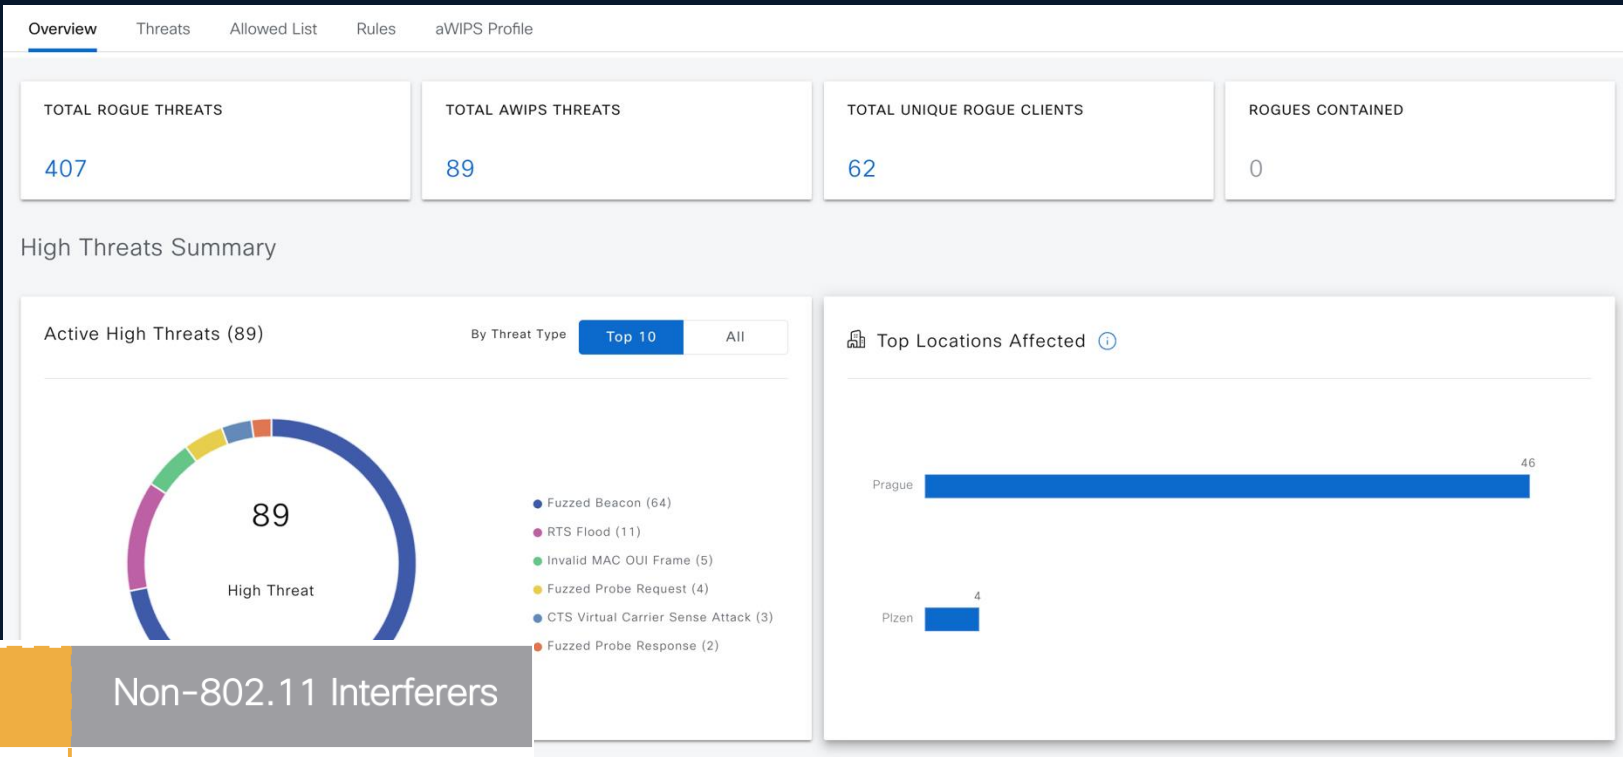 Overview Threats Allowed List Rules aWIPS Profile
TOTAL ROGUE THREATS
407
TOTAL AWIPS THREATS
89
TOTAL UNIQUE ROGUE CLIENTS
62
ROGUES CONTAINED
0
High Threats Summary
Active High Threats (89)
By Threat Type Top 10 All
89
High Threat
Fuzzed Beacon (64)
RTS Flood (11)
Invalid MAC OUI Frame (5)
Fuzzed Probe Request (4)
CTS Virtual Carrier Sense Attack (3)
Fuzzed Probe Response (2)
Top Locations Affected
46
Prague
4
Plzen
Non-802.11 Interferers